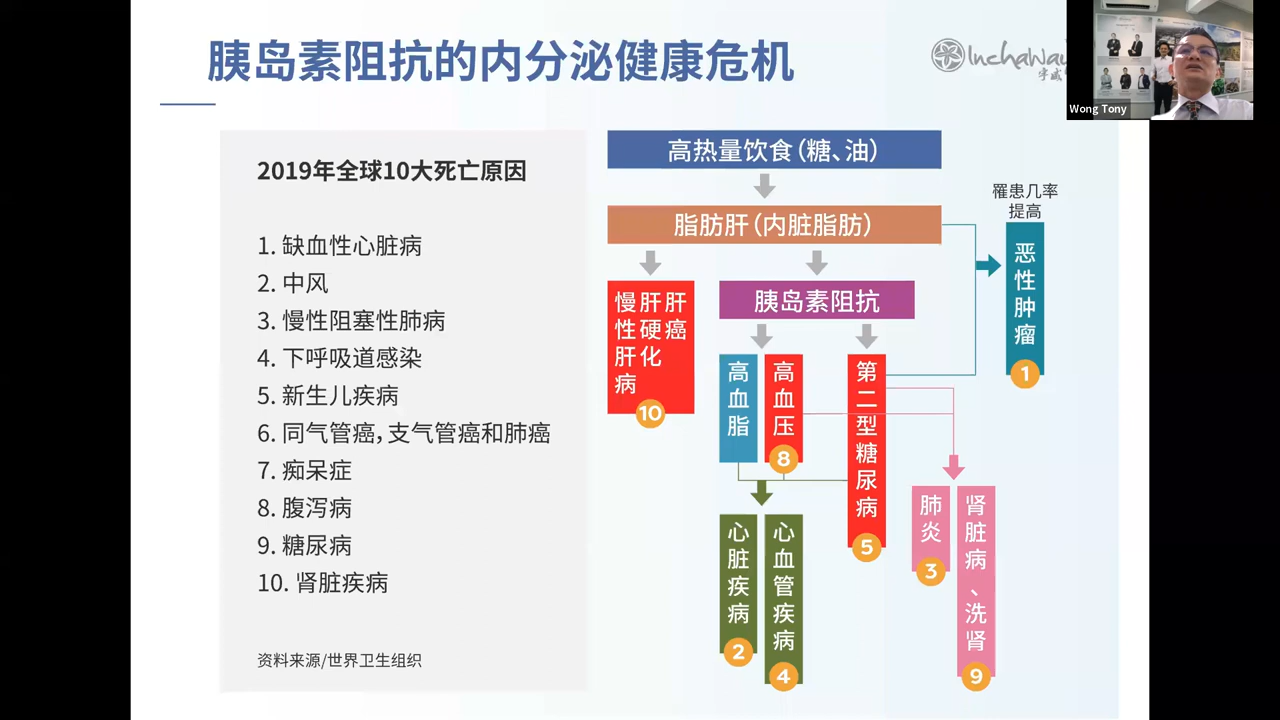 胰岛素阻抗的内分泌健康危机
Inchaway
Wong Tony
2019年全球10大死亡原因
1. 缺血性心脏病
2. 中风
3. 慢性阻塞性肺病
4. 下呼吸道感染
5. 新生儿疾病
6. 同气管癌，支气管癌和肺癌
7. 痴呆症
8. 腹泻病
9. 糖尿病
10. 肾脏疾病
资料来源/世界卫生组织
高热量饮食（糖、油）
脂肪肝（内脏脂肪）
罹患几率
提高
恶性肿瘤
1
慢性肝病
肝硬化
肝癌
10
胰岛素阻抗
高血脂
高血压
8
第二型糖尿病
5
心脏疾病
2
心血管疾病
4
肺炎
3
肾脏病、洗肾
9